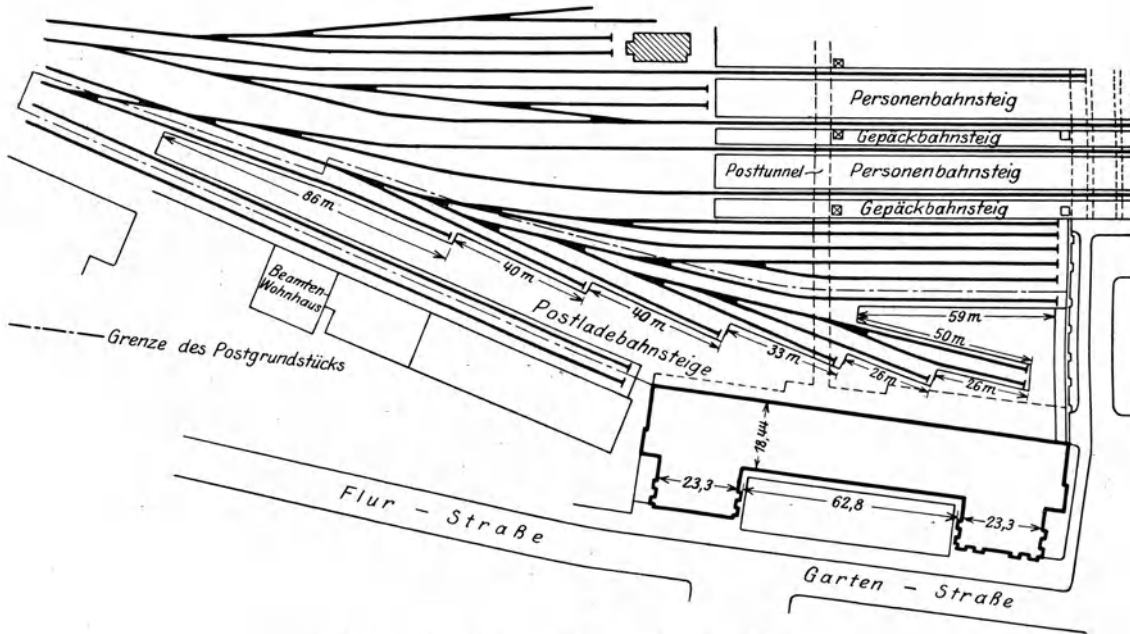 Personenbahnsteig
Gepäckbahnsteig
Posttunnel
Personenbahnsteig
Gepäckbahnsteig
86 m
40 m
40 m
33 m
26 m
26 m
59 m
50 m
Beamten-
Wohnhaus
Postladebahnsteige
Grenze des Postgrundstücks
18,44
23,3
62,8
23,3
Flur - Straße
Garten - Straße